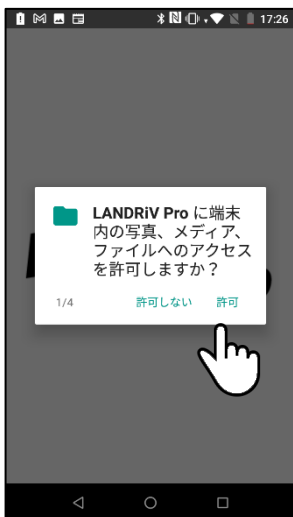 17:26
LANDRiV Pro に端末
内の写真、メディア、
ファイルへのアクセス
を許可しますか？
1/4 許可しない 許可